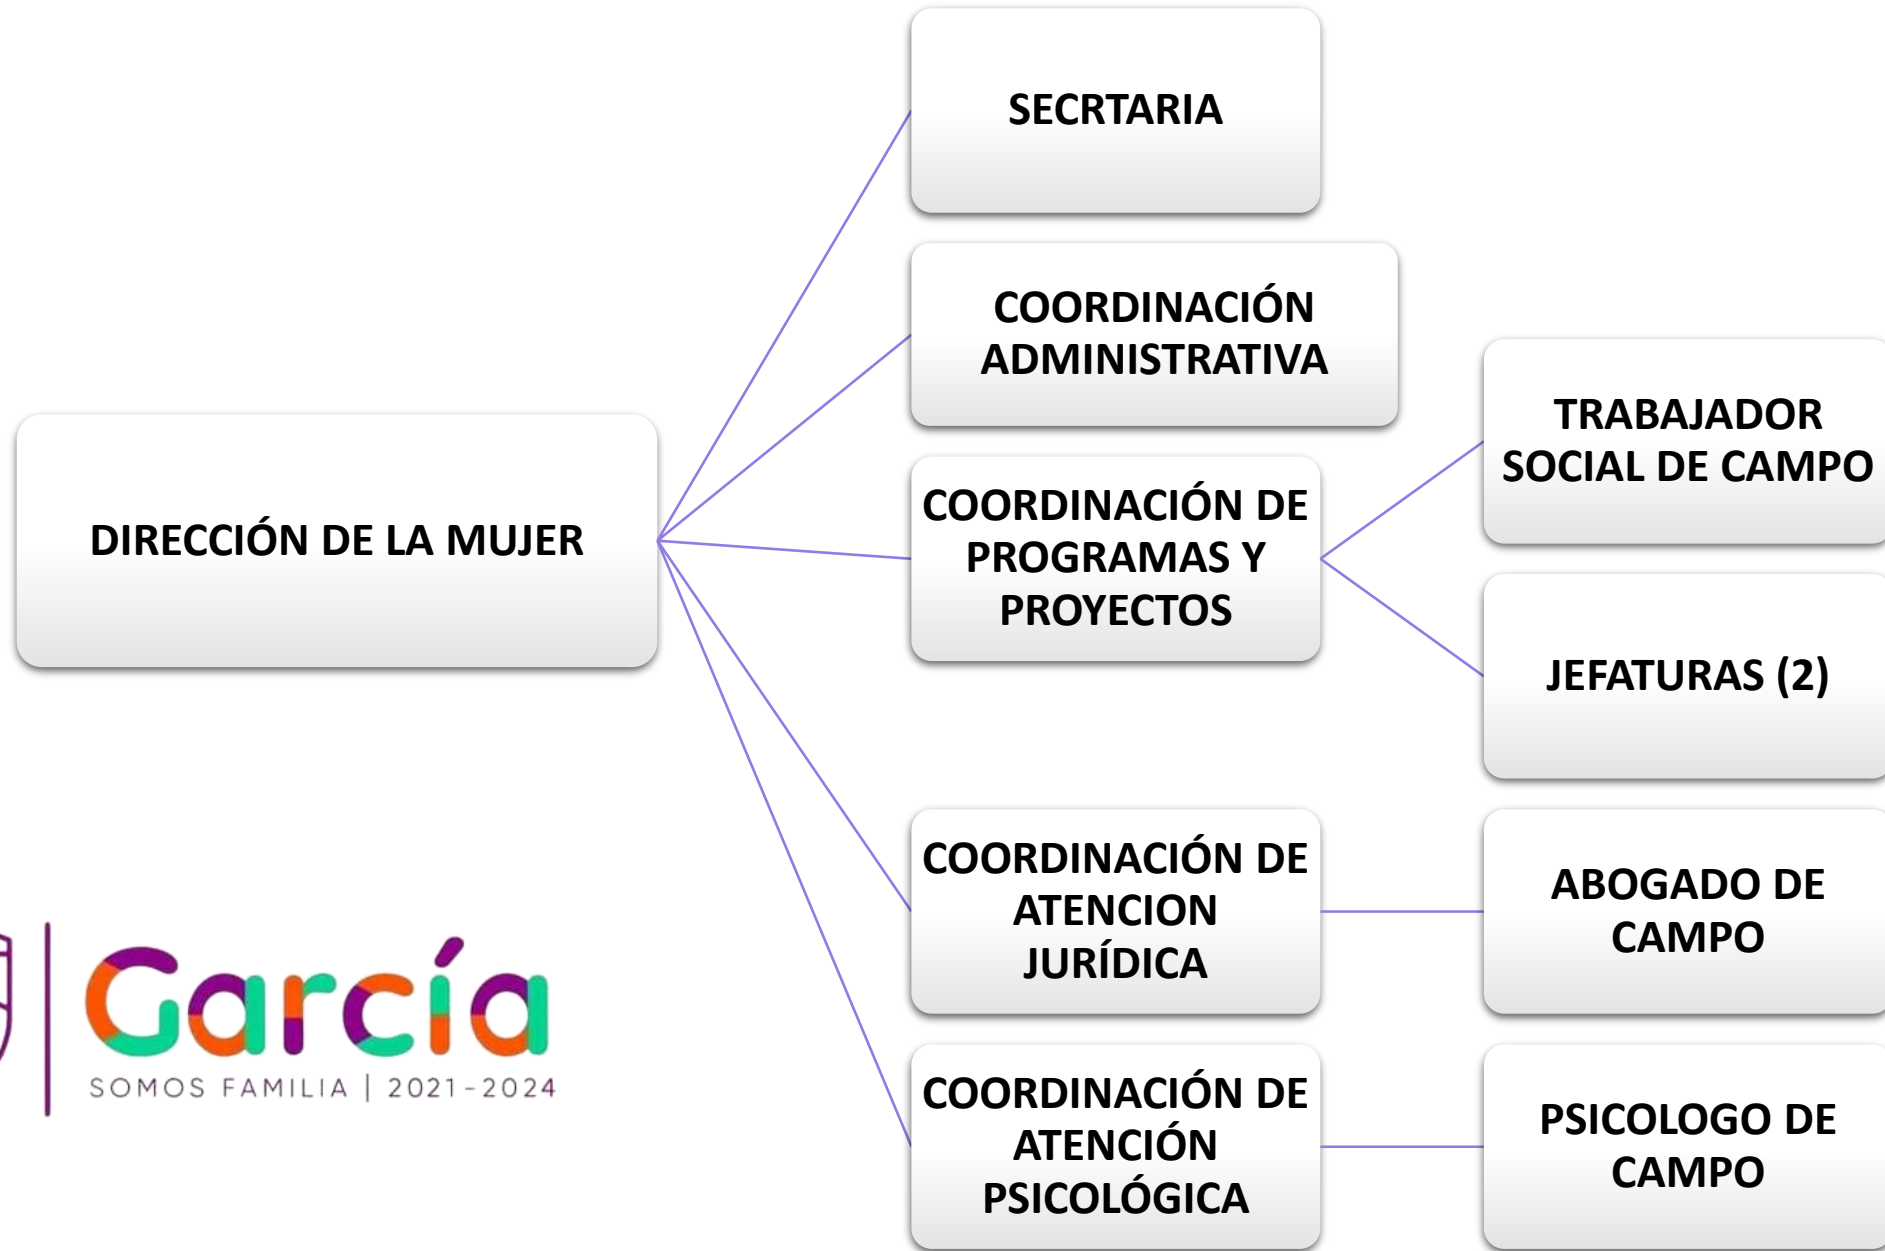 SECRTARIA
COORDINACIÓN
ADMINISTRATIVA
TRABAJADOR
SOCIAL DE CAMPO
COORDINACIÓN DE
PROGRAMAS Y
PROYECTOS
DIRECCIÓN DE LA MUJER
JEFATURAS (2)
COORDINACIÓN DE
ATENCION
JURÍDICA
ABOGADO DE
CAMPO
García
SOMOS FAMILIA | 2021-2024
COORDINACIÓN DE
ATENCIÓN
PSICOLÓGICA
PSICOLOGO DE
CAMPO